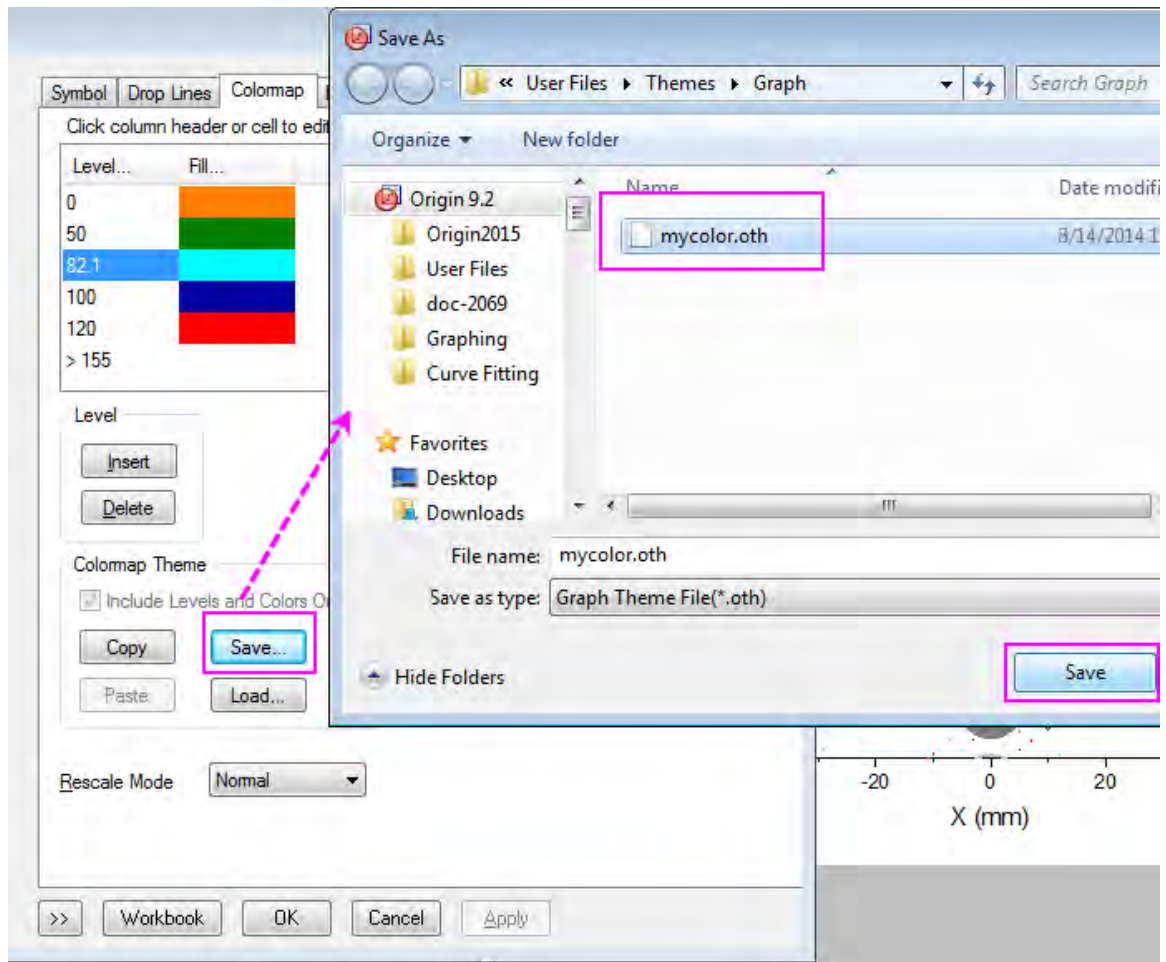 Save As
« User Files Themes Graph
Search Graph
Symbol Drop Lines Colormap
Click column header or cell to edit
Organize
New folder
Level... Fill...
0
50
82.1
100
120
> 155
Origin 9.2
Origin2015
User Files
doc-2069
Graphing
Curve Fitting
Favorites
Desktop
Downloads
Name
Date modifi
mycolor.oth
8/14/2014 1
File name: mycolor.oth
Save as type: Graph Theme File(*.oth)
Hide Folders
Save
Level
Insert
Delete
Colormap Theme
Include Levels and Colors
Copy
Save...
Paste
Load...
Rescale Mode
Normal
-20 0 20
X (mm)
>> Workbook OK Cancel Apply